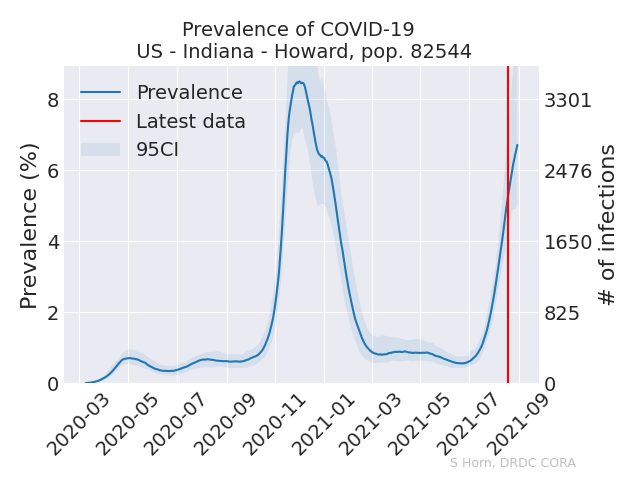 Prevalence of COVID-19
US - Indiana - Howard, pop. 82544
Prevalence
Latest data
95CI
Prevalence (%)
8
6
4
2
0
3301
2476
1650
825
0
# of infections
2020-03
2020-05
2020-07
2020-09
2020-11
2021-01
2021-03
2021-05
2021-07
2021-09
S Horn, DRDC CORA